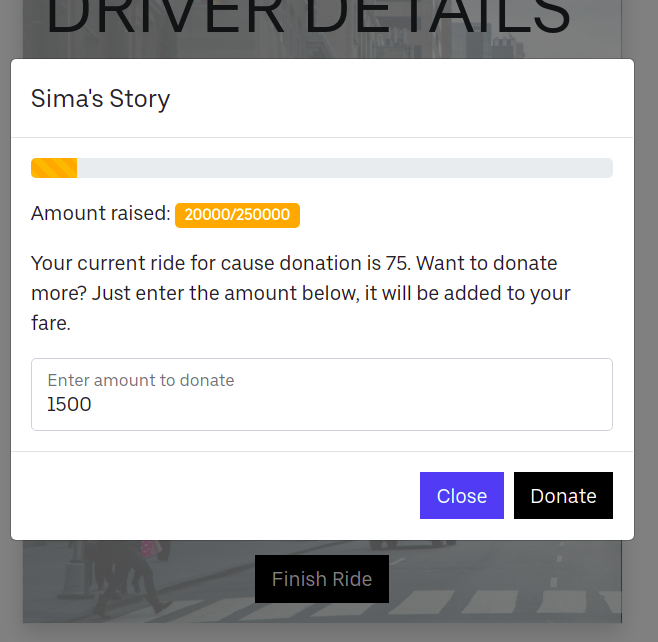 DRIVER DETAILS
Sima's Story
Amount raised: 20000/250000
Your current ride for cause donation is 75. Want to donate
more? Just enter the amount below, it will be added to your
fare.
Enter amount to donate
1500
Close Donate
Finish Ride